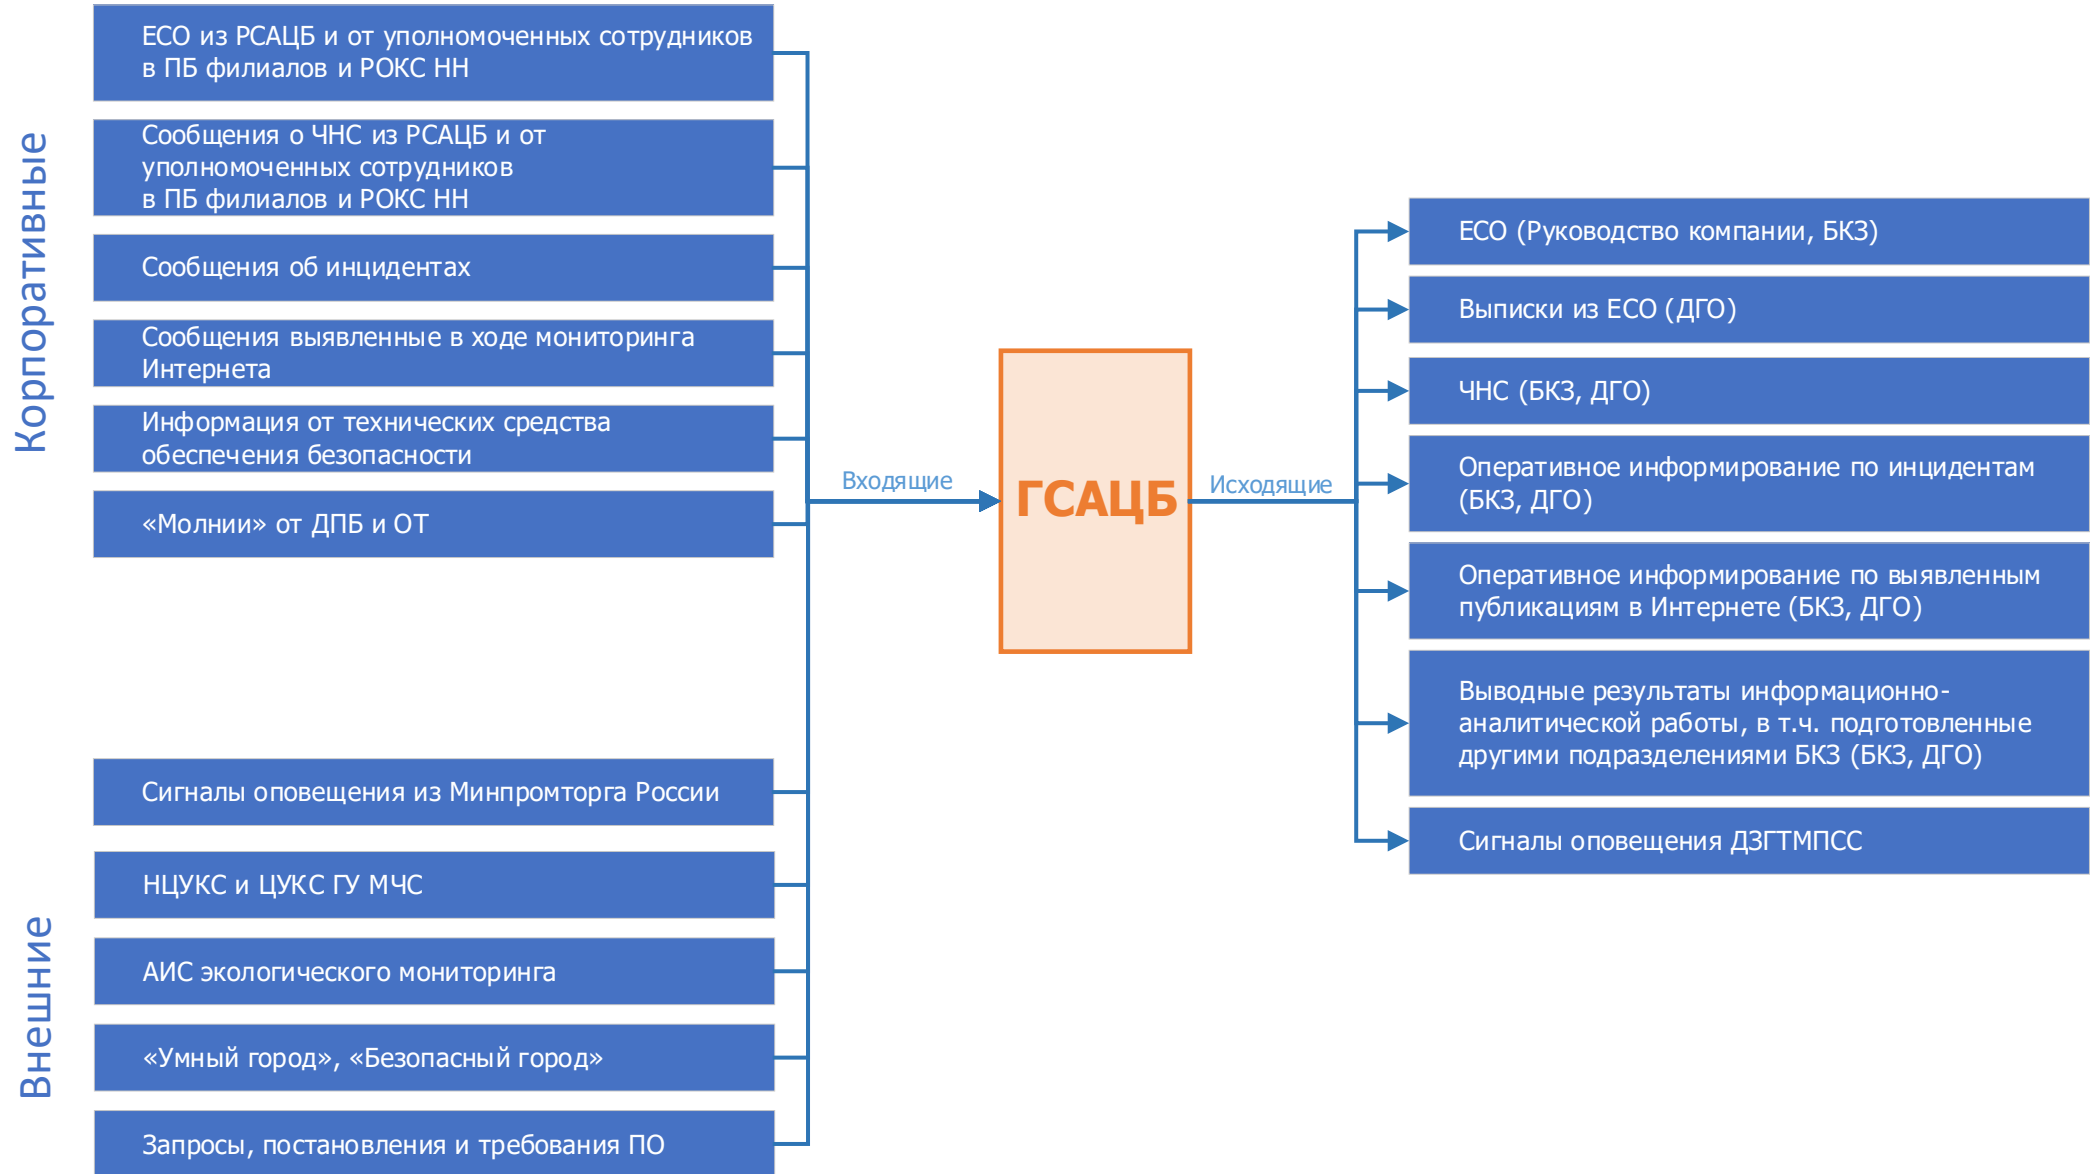 Корпоративные
ЕСО из РСАЦБ и от уполномоченных сотрудников
в ПБ филиалов и РОКС НН
Сообщения о ЧНС из РСАЦБ и от
уполномоченных сотрудников
в ПБ филиалов и РОКС НН
Сообщения об инцидентах
Сообщения выявленные в ходе мониторинга
Интернета
Информация от технических средства
обеспечения безопасности
«Молнии» от ДПБ и ОТ
Внешние
Сигналы оповещения из Минпромторга России
НЦУКС и ЦУКС ГУ МЧС
АИС экологического мониторинга
«Умный город», «Безопасный город»
Запросы, постановления и требования ПО
Входящие
ГСАЦБ
Исходящие
ЕСО (Руководство компании, БКЗ)
Выписки из ЕСО (ДГО)
ЧНС (БКЗ, ДГО)
Оперативное информирование по инцидентам
(БКЗ, ДГО)
Оперативное информирование по выявленным
публикациям в Интернете (БКЗ, ДГО)
Выводные результаты информационно-
аналитической работы, в т.ч. подготовленные
другими подразделениями БКЗ (БКЗ, ДГО)
Сигналы оповещения ДЗГТМПСС